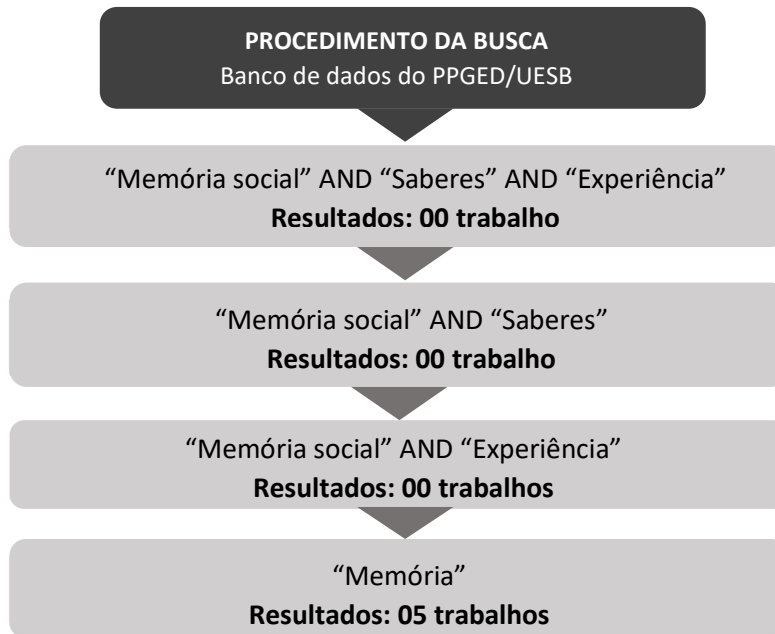 PROCEDIMENTO DA BUSCA
Banco de dados do PPGED/UESB
“Memória social” AND “Saberes” AND “Experiência”
Resultados: 00 trabalho
“Memória social” AND “Saberes”
Resultados: 00 trabalho
“Memória social” AND “Experiência”
Resultados: 00 trabalhos
“Memória”
Resultados: 05 trabalhos